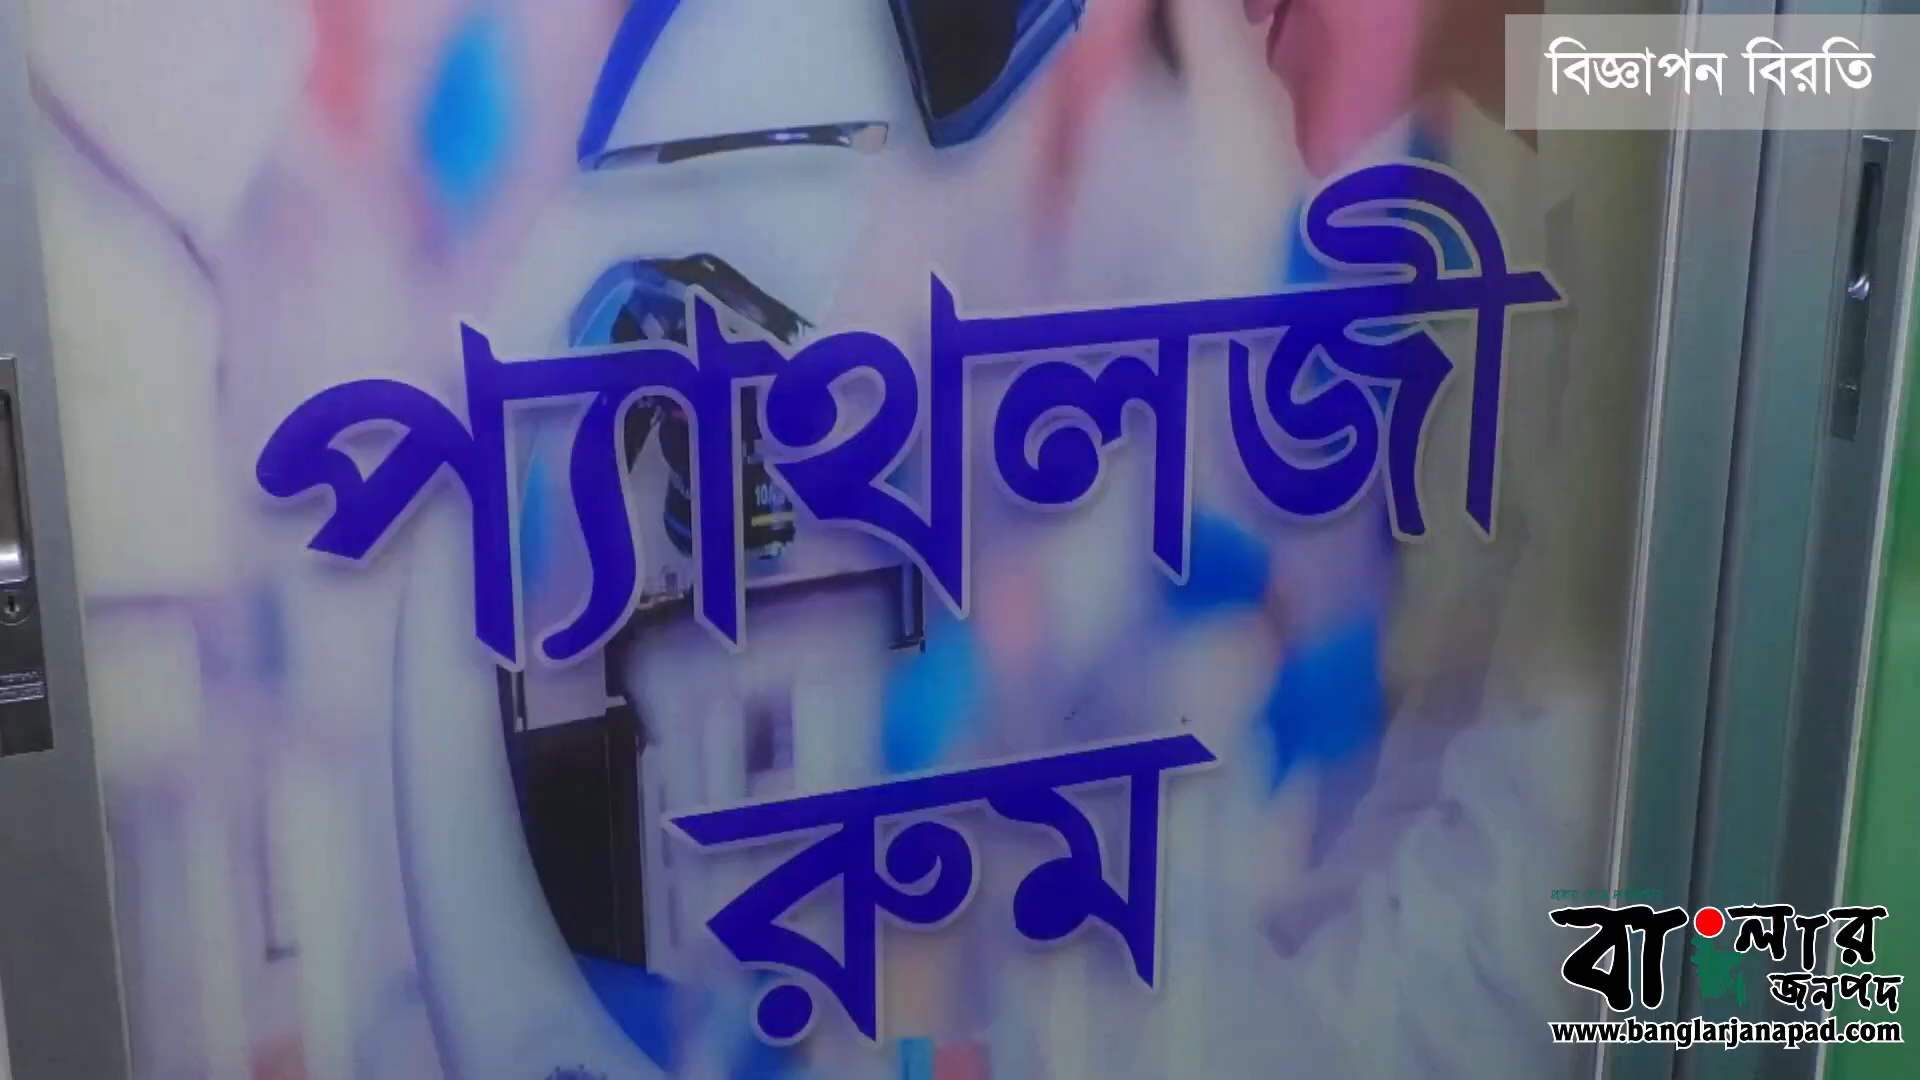 বিজ্ঞাপন বিরতি
প্যাথলজী
রুম
বাংলার
জনপদ
www.banglarjanapad.com